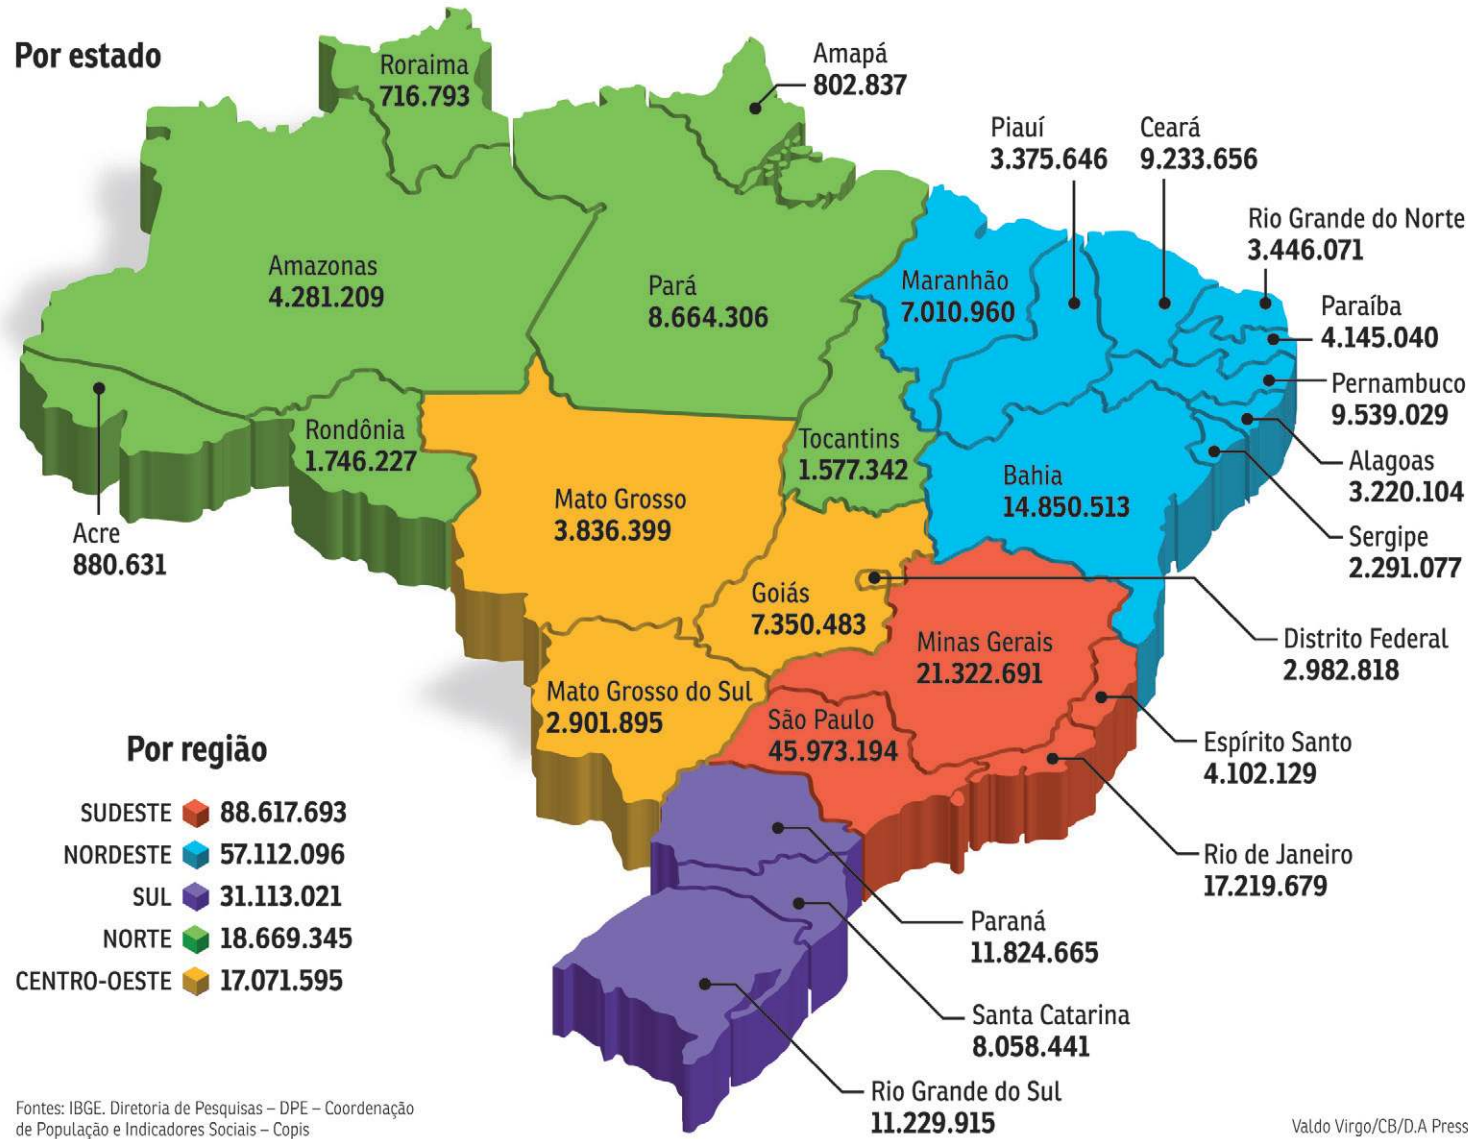 Por estado
Roraima
716.793
Amapá
802.837
Piauí
3.375.646
Ceará
9.233.656
Rio Grande do Norte
3.446.071
Amazonas
4.281.209
Pará
8.664.306
Maranhão
7.010.960
Paraíba
4.145.040
Pernambuco
9.539.029
Rondônia
1.746.227
Tocantins
1.577.342
Alagoas
3.220.104
Bahia
14.850.513
Mato Grosso
3.836.399
Acre
880.631
Sergipe
2.291.077
Goiás
7.350.483
Distrito Federal
2.982.818
Minas Gerais
21.322.691
Mato Grosso do Sul
2.901.895
São Paulo
45.973.194
Espírito Santo
4.102.129
Rio de Janeiro
17.219.679
Paraná
11.824.665
Santa Catarina
8.058.441
Rio Grande do Sul
11.229.915
Por região
SUDESTE 88.617.693
NORDESTE 57.112.096
SUL 31.113.021
NORTE 18.669.345
CENTRO-OESTE 17.071.595
Fontes: IBGE. Diretoria de Pesquisas – DPE – Coordenação
de População e Indicadores Sociais – Copis
Valdo Virgo/CB/D.A Press